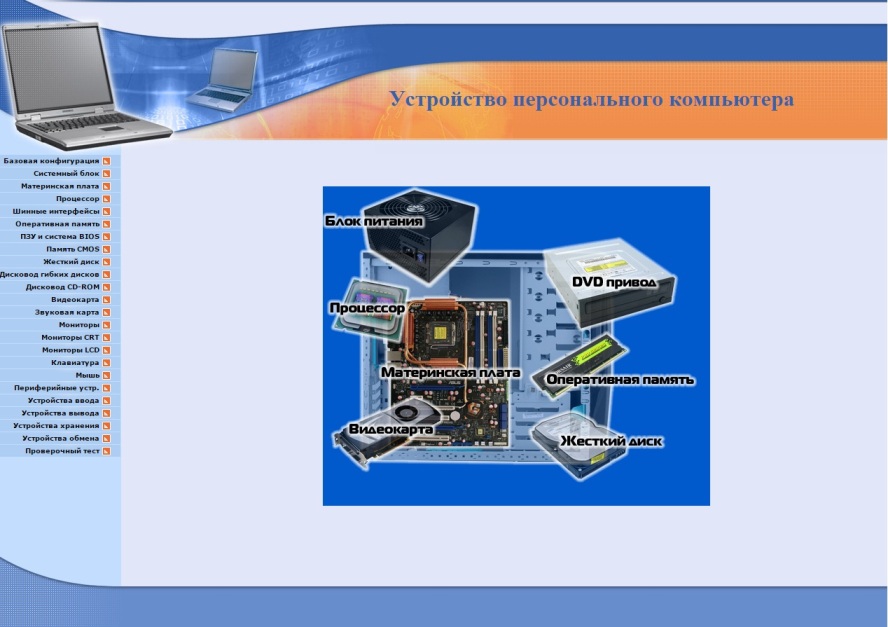 Устройство персонального компьютера
Базовая конфигурация
Системный блок
Материнская плата
Процессор
Шинные интерфейсы
Оперативная память
ПЗУ и система BIOS
Память CMOS
Жесткий диск
Дисковод гибких дисков
Дисковод CD-ROM
Видеокарта
Звуковая карта
Мониторы
Мониторы CRT
Мониторы LCD
Клавиатура
Мышь
Периферийные устр.
Устройства ввода
Устройства вывода
Устройства хранения
Устройства обмена
Проверочный тест
Блок питания
DVD привод
Процессор
Материнская плата
Оперативная память
Видеокарта
Жесткий диск